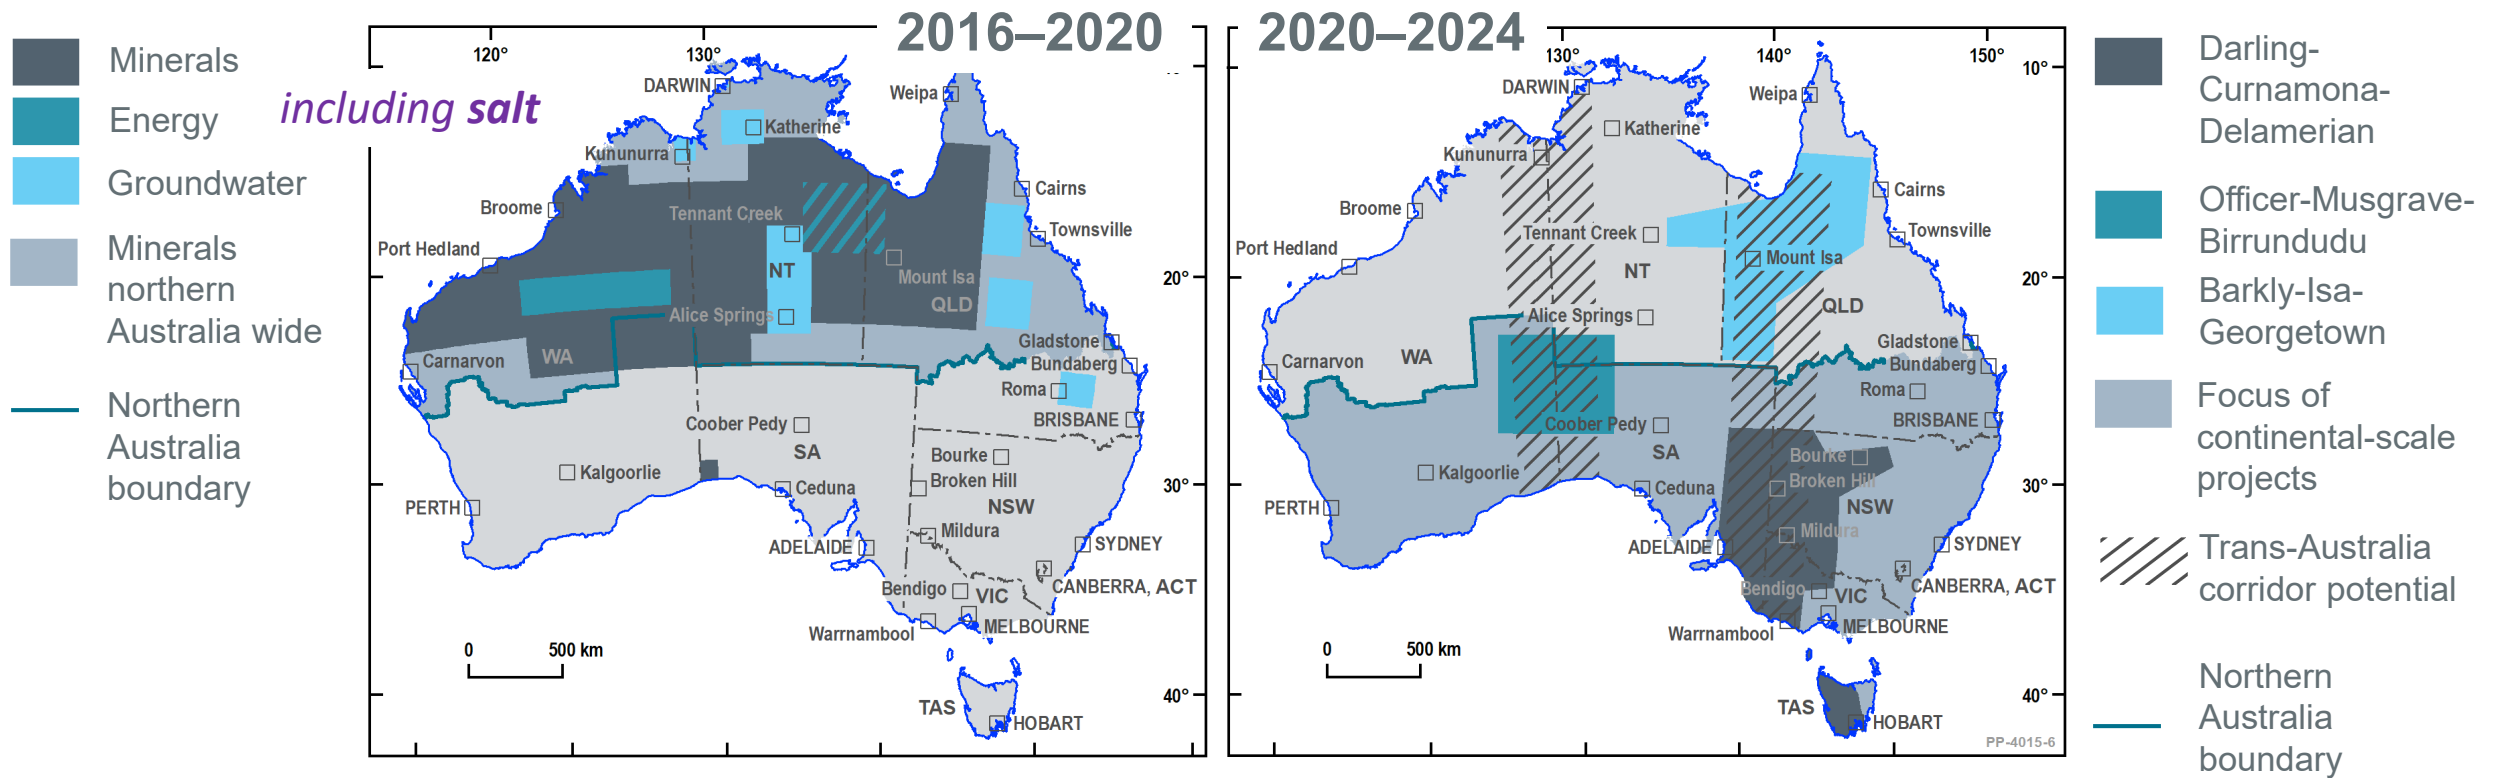 2016–2020
2020–2024
Minerals
Energy
including salt
Groundwater
Minerals
northern
Australia wide
Northern
Australia
boundary
120°
130°
DARWIN
Weipa
Katherine
Kununurra
Cairns
Broome
Tennant Creek
Townsville
Port Hedland
NT
Mount Isa
20°
QLD
Alice Springs
Gladstone
WA
Carnarvon
Bundaberg
Roma
BRISBANE
Coober Pedy
SA
Bourke
Kalgoorlie
Broken Hill
Ceduna
30°
NSW
PERTH
Mildura
ADELAIDE
SYDNEY
Bendigo
VIC
CANBERRA, ACT
Warrnambool
MELBOURNE
0
500 km
40°
TAS
HOBART
130°
140°
150°
10°
DARWIN
Weipa
Katherine
Kununurra
Cairns
Broome
Tennant Creek
Townsville
Port Hedland
Mount Isa
NT
20°
QLD
Alice Springs
Gladstone
WA
Carnarvon
Bundaberg
Roma
BRISBANE
Coober Pedy
SA
Bourke
Kalgoorlie
Broken Hill
Ceduna
30°
NSW
PERTH
Mildura
ADELAIDE
SYDNEY
Bendigo
VIC
CANBERRA, ACT
Warrnambool
MELBOURNE
0
500 km
40°
TAS
HOBART
PP-4015-6
Darling-
Curnamona-
Delamerian
Officer-Musgrave-
Birrundudu
Barkly-Isa-
Georgetown
Focus of
continental-scale
projects
Trans-Australia
corridor potential
Northern
Australia
boundary